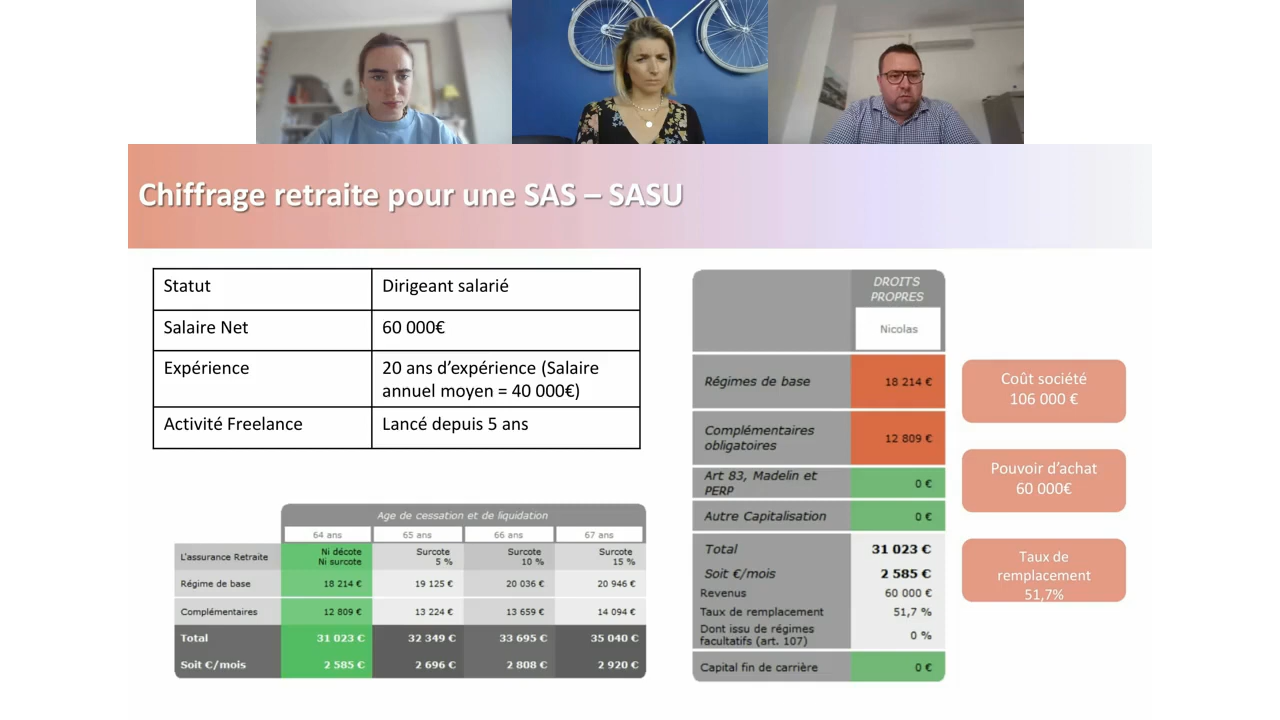 Chiffrage retraite pour une SAS – SASU
Statut Dirigeant salarié
Salaire Net 60 000€
Expérience 20 ans d’expérience (Salaire
annuel moyen = 40 000€)
Activité Freelance Lancé depuis 5 ans
Age de cessation et de liquidation
64 ans 65 ans 66 ans 67 ans
L'assurance Retraite Ni décote Surcote Surcote Surcote
Ni surcote 5 % 10 % 15 %
Régime de base 18 214 € 19 125 € 20 036 € 20 946 €
Complémentaires 12 809 € 13 224 € 13 659 € 14 094 €
Total 31 023 € 32 349 € 33 695 € 35 040 €
Soit €/mois 2 585 € 2 696 € 2 808 € 2 920 €
DROITS
PROPRES
Nicolas
Régimes de base 18 214 €
Complémentaires
obligatoires 12 809 €
Art 83, Madelin et
PERP 0 €
Autre Capitalisation 0 €
Total 31 023 €
Soit €/mois 2 585 €
Revenus 60 000 €
Taux de remplacement 51,7 %
Dont issu de régimes
facultatifs (art. 107) 0 %
Capital fin de carrière 0 €
Coût société
106 000 €
Pouvoir d’achat
60 000€
Taux de
remplacement
51,7%